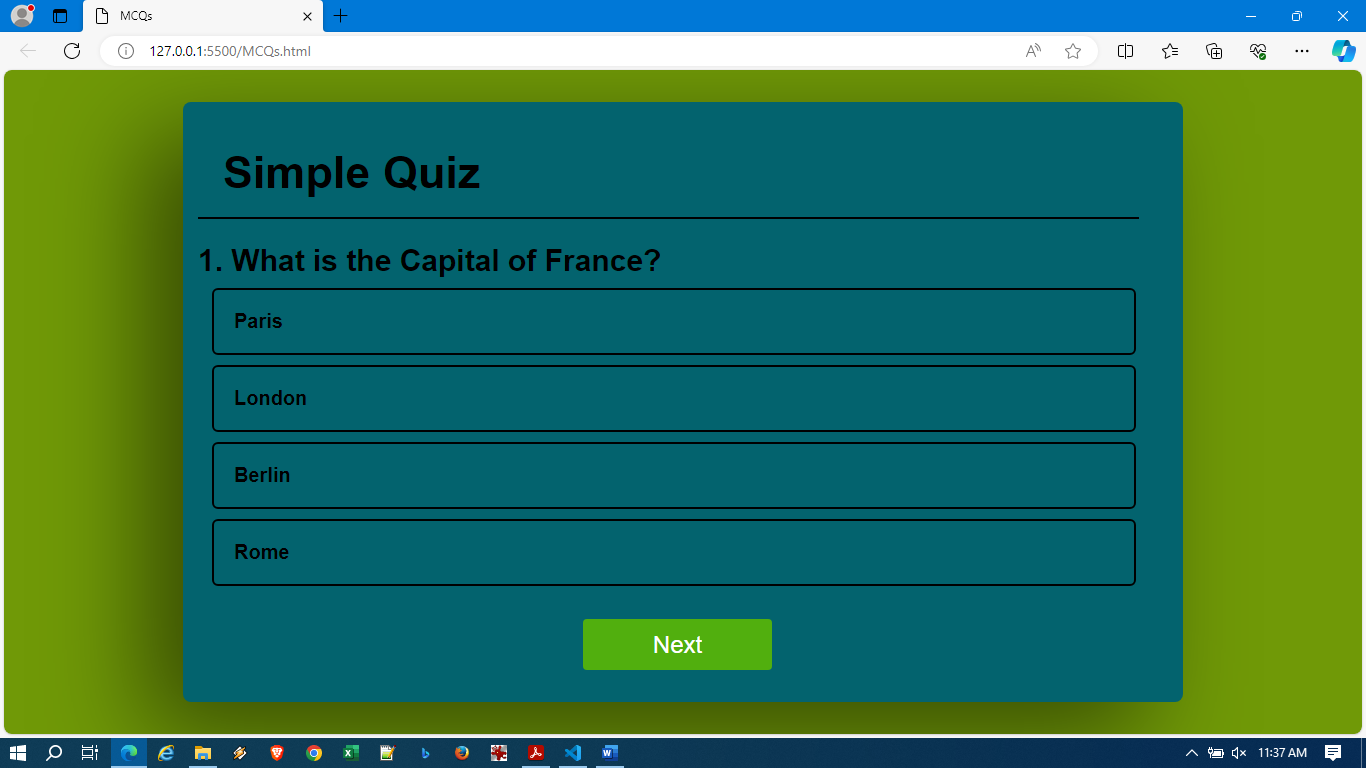 MCQs
127.0.0.1:5500/MCQs.html
Simple Quiz
1. What is the Capital of France?
Paris
London
Berlin
Rome
Next
11:37 AM